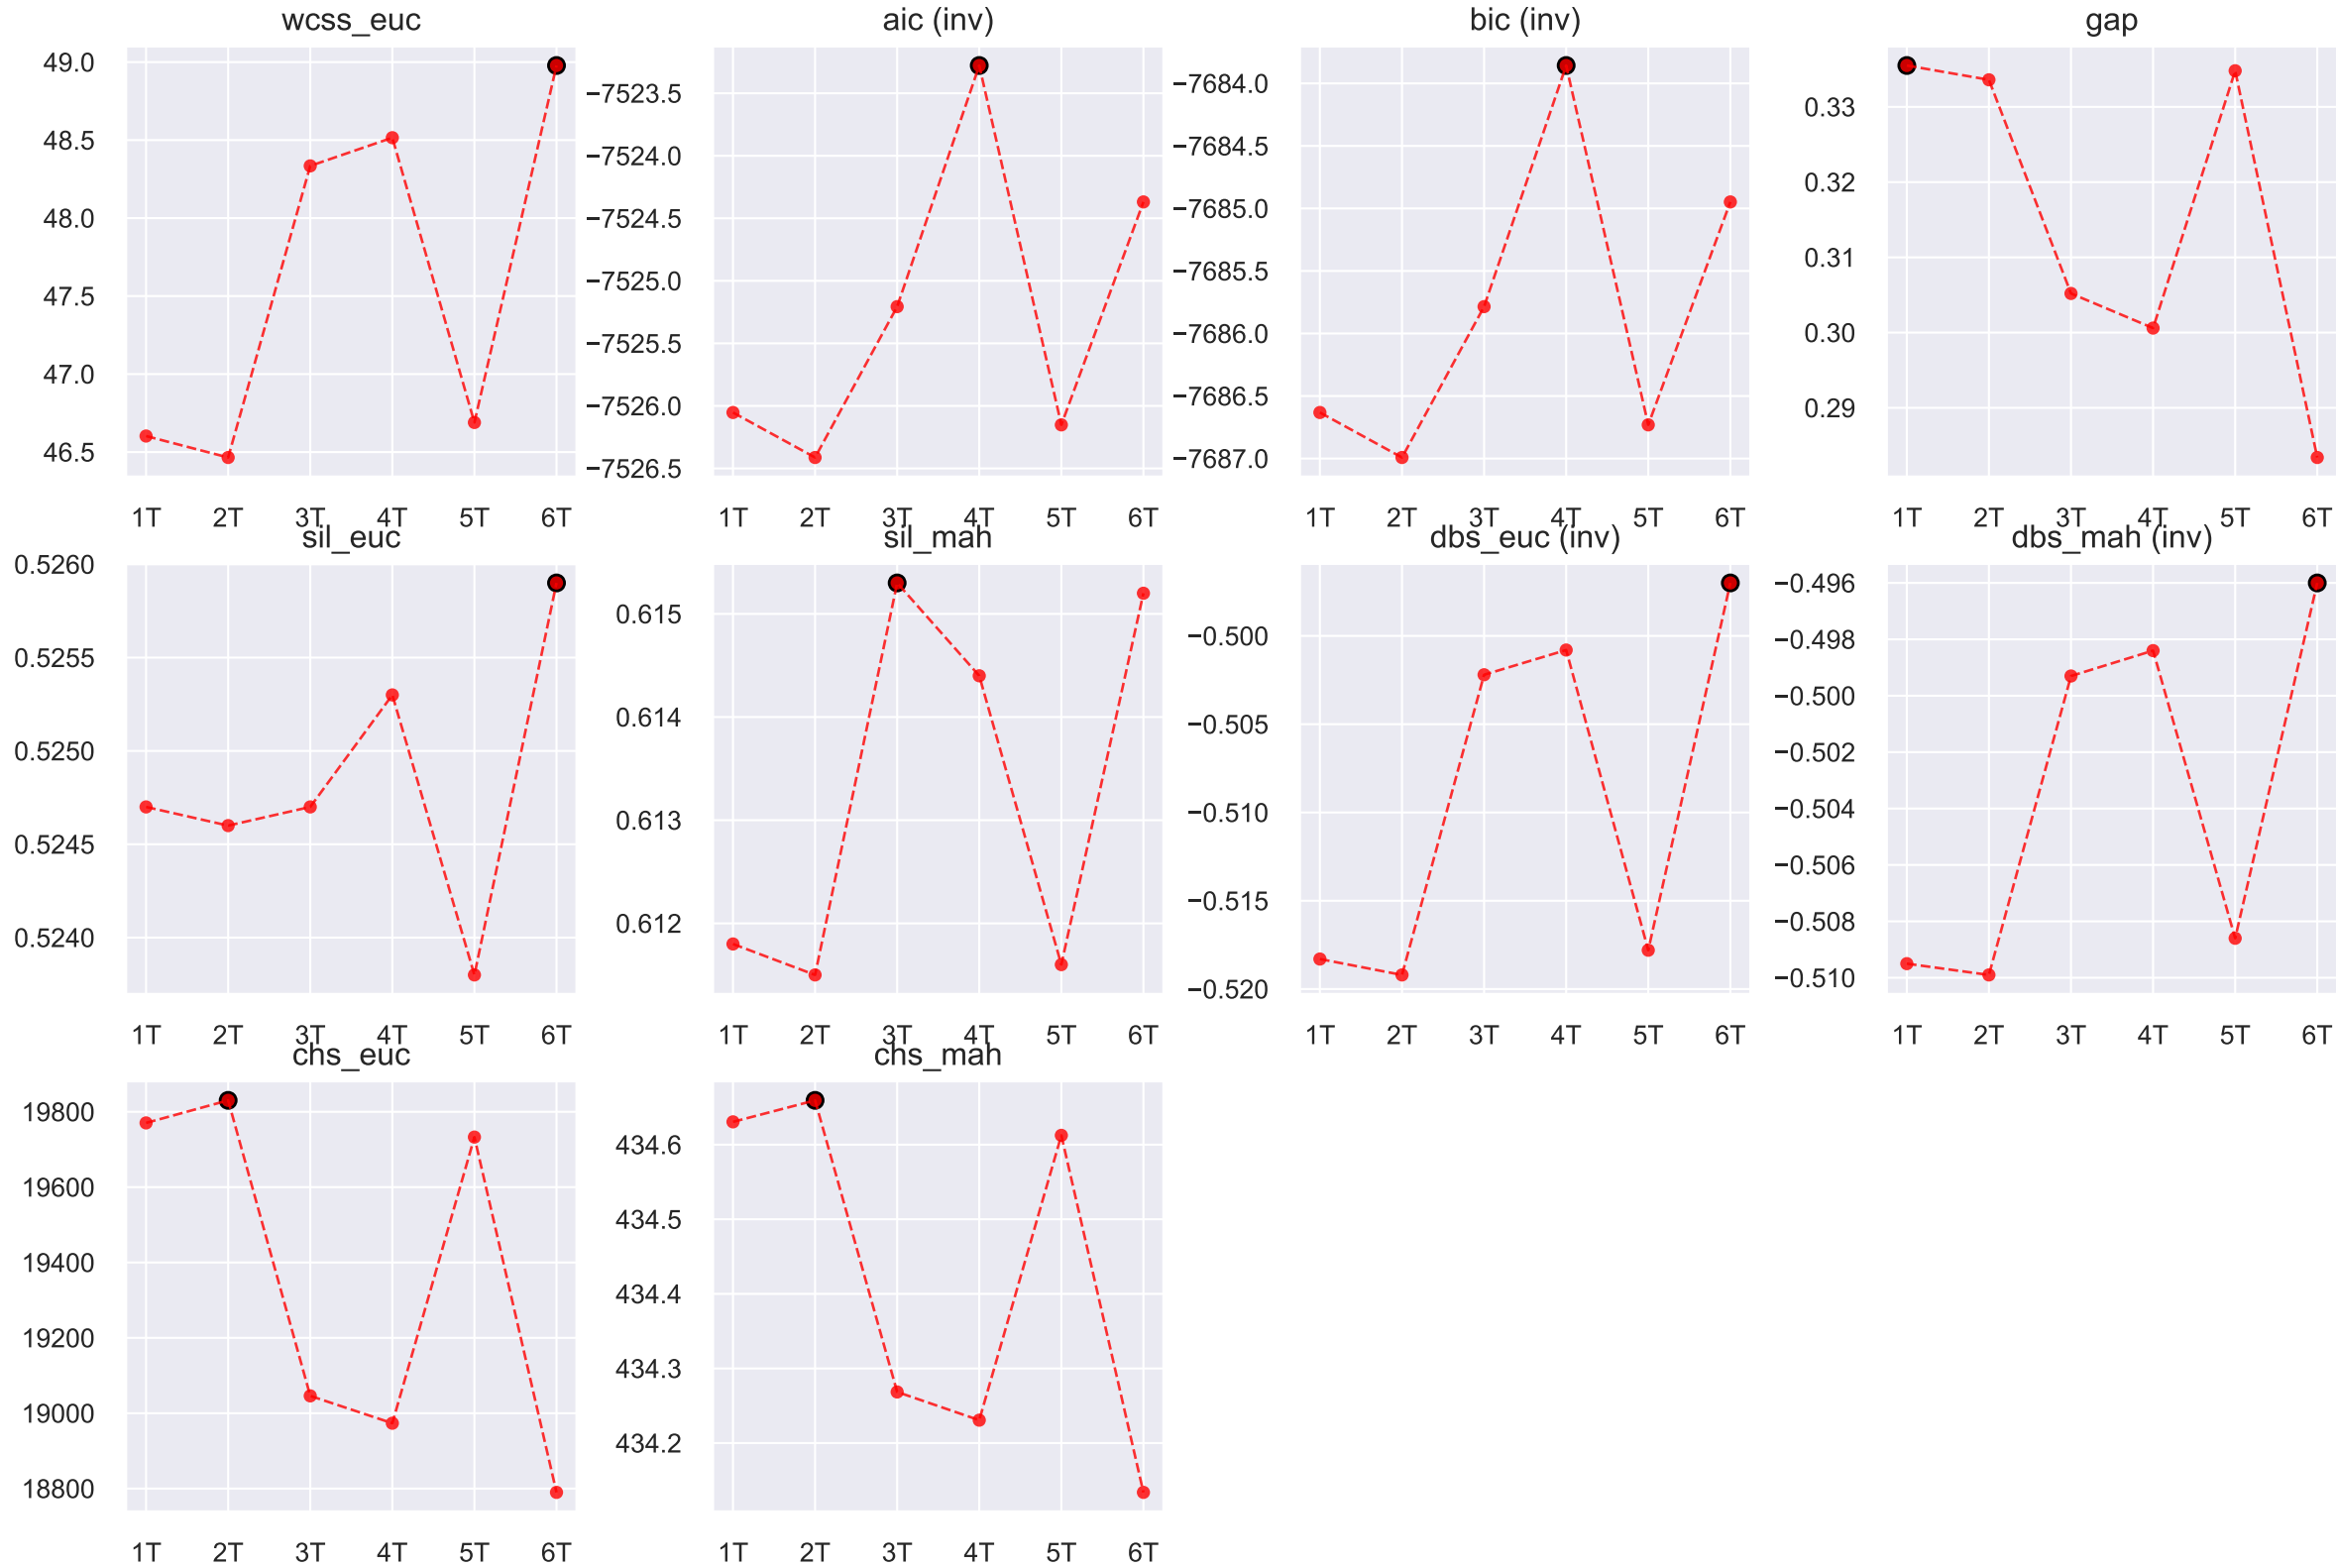 wcss_euc
49.0
48.5
48.0
47.5
47.0
46.5
1T 2T 3T 4T 5T 6T
aic (inv)
−7523.5
−7524.0
−7524.5
−7525.0
−7525.5
−7526.0
−7526.5
1T 2T 3T 4T 5T 6T
bic (inv)
−7684.0
−7684.5
−7685.0
−7685.5
−7686.0
−7686.5
−7687.0
1T 2T 3T 4T 5T 6T
gap
0.33
0.32
0.31
0.30
0.29
1T 2T 3T 4T 5T 6T
sil_euc
0.5260
0.5255
0.5250
0.5245
0.5240
1T 2T 3T 4T 5T 6T
sil_mah
0.615
0.614
0.613
0.612
1T 2T 3T 4T 5T 6T
dbs_euc (inv)
−0.500
−0.505
−0.510
−0.515
−0.520
1T 2T 3T 4T 5T 6T
dbs_mah (inv)
−0.496
−0.498
−0.500
−0.502
−0.504
−0.506
−0.508
−0.510
1T 2T 3T 4T 5T 6T
chs_euc
19800
19600
19400
19200
19000
18800
1T 2T 3T 4T 5T 6T
chs_mah
434.6
434.5
434.4
434.3
434.2
1T 2T 3T 4T 5T 6T